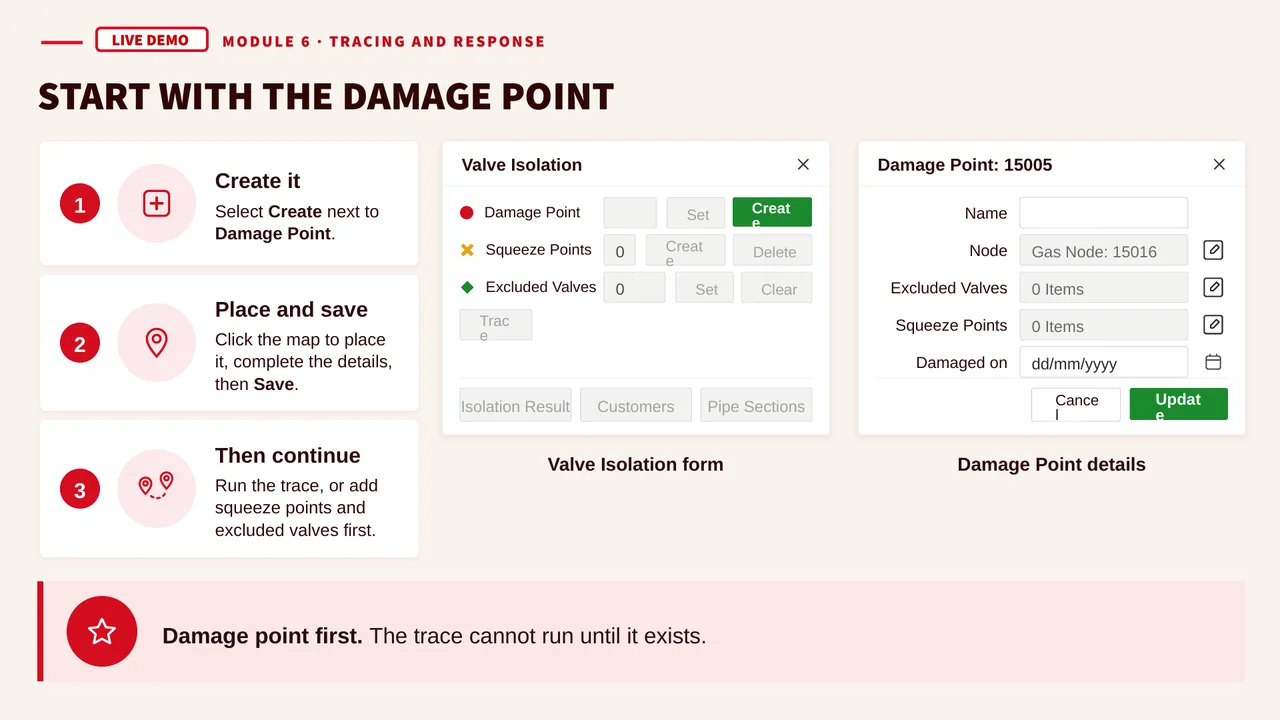 LIVE DEMO
MODULE 6 · TRACING AND RESPONSE
START WITH THE DAMAGE POINT
1
Create it
Select Create next to
Damage Point.
2
Place and save
Click the map to place
it, complete the details,
then Save.
3
Then continue
Run the trace, or add
squeeze points and
excluded valves first.
Valve Isolation
Damage Point
Set
Creat
e
Squeeze Points
0
Creat
e
Delete
Excluded Valves
0
Set
Clear
Trac
e
Isolation Result
Customers
Pipe Sections
Valve Isolation form
Damage Point: 15005
Name
Node
Gas Node: 15016
Excluded Valves
0 Items
Squeeze Points
0 Items
Damaged on
dd/mm/yyyy
Cance
l
Updat
e
Damage Point details
Damage point first. The trace cannot run until it exists.